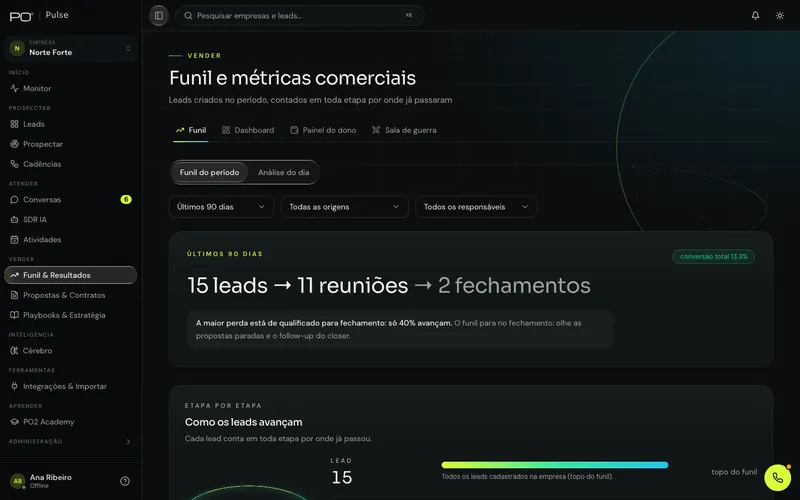 PO² | Pulse
Pesquisar empresas e leads...
⌘K
N
EMPRESA
Norte Forte
INÍCIO
Monitor
PROSPECTAR
Leads
Prospectar
Cadências
ATENDER
Conversas
6
SDR IA
Atividades
VENDER
Funil & Resultados
Propostas & Contratos
Playbooks & Estratégia
INTELIGÊNCIA
Cérebro
FERRAMENTAS
Integrações & Importar
APRENDER
PO2 Academy
ADMINISTRAÇÃO
AR
Ana Ribeiro
Offline
VENDER
Funil e métricas comerciais
Leads criados no período, contados em toda etapa por onde já passaram
Funil
Dashboard
Painel do dono
Sala de guerra
Funil do período
Análise do dia
Últimos 90 dias
Todas as origens
Todos os responsáveis
ÚLTIMOS 90 DIAS
conversão total 13.3%
15 leads → 11 reuniões → 2 fechamentos
A maior perda está de qualificado para fechamento: só 40% avançam. O funil para no fechamento: olhe as
propostas paradas e o follow-up do closer.
ETAPA POR ETAPA
Como os leads avançam
Cada lead conta em toda etapa por onde já passou.
LEAD
15
Todos os leads cadastrados na empresa (topo do funil).
topo do funil